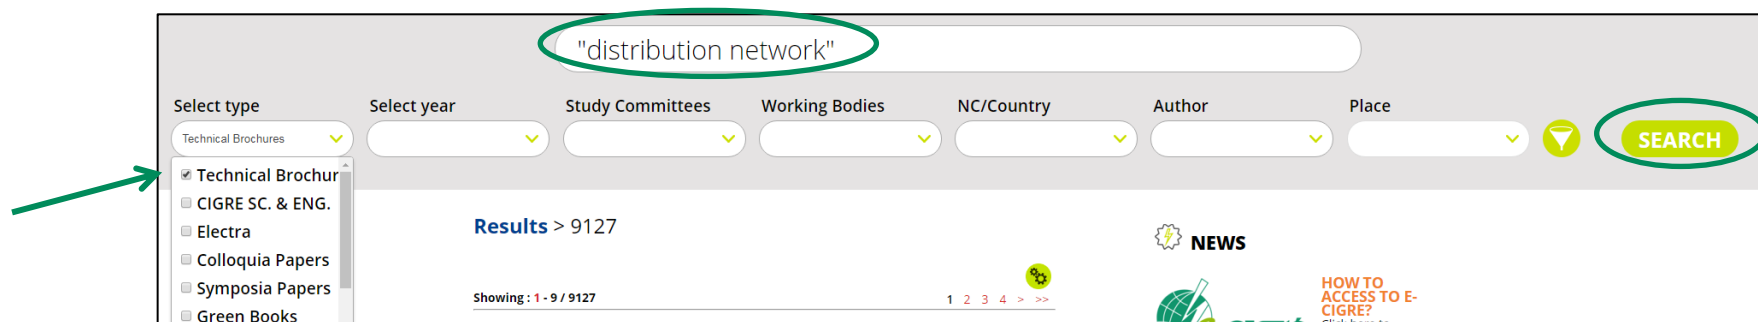 "distribution network"
Select type Select year Study Committees Working Bodies NC/Country Author Place
Technical Brochures
SEARCH
Technical Brochur
CIGRE SC. & ENG.
Electra
Colloquia Papers
Symposia Papers
Green Books
Results > 9127
Showing : 1 - 9 / 9127
1 2 3 4 > >>
NEWS
HOW TO
ACCESS TO E-
CIGRE?